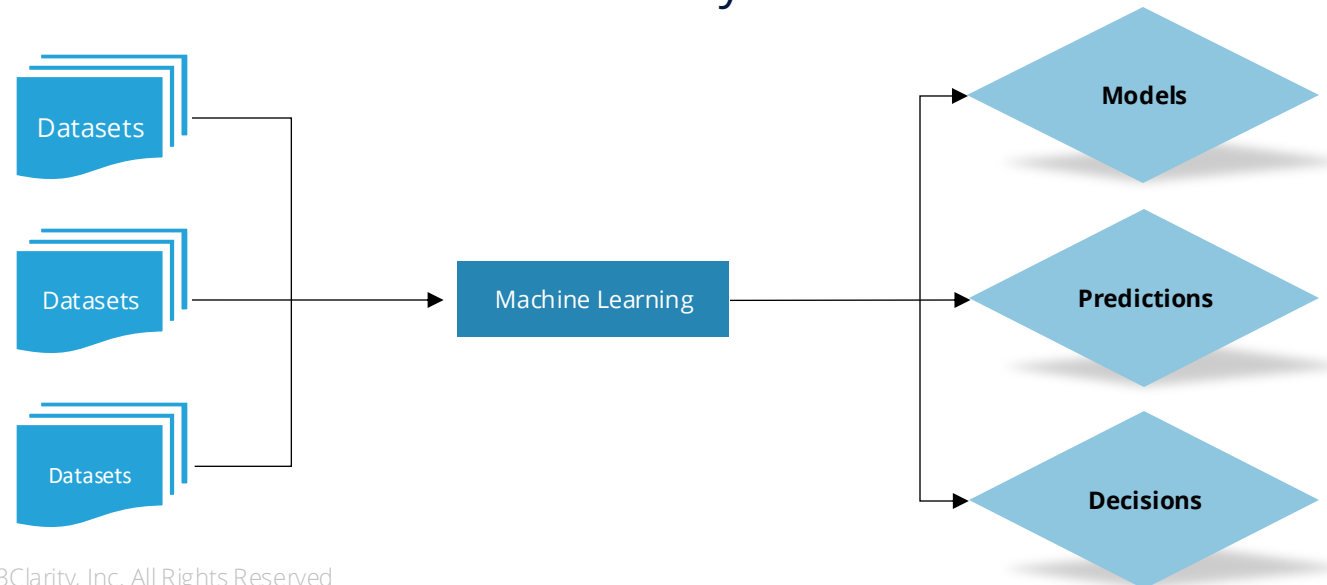 Datasets
Models
Datasets
Machine Learning
Predictions
Datasets
Decisions
Clarity, Inc. All Rights Reserved